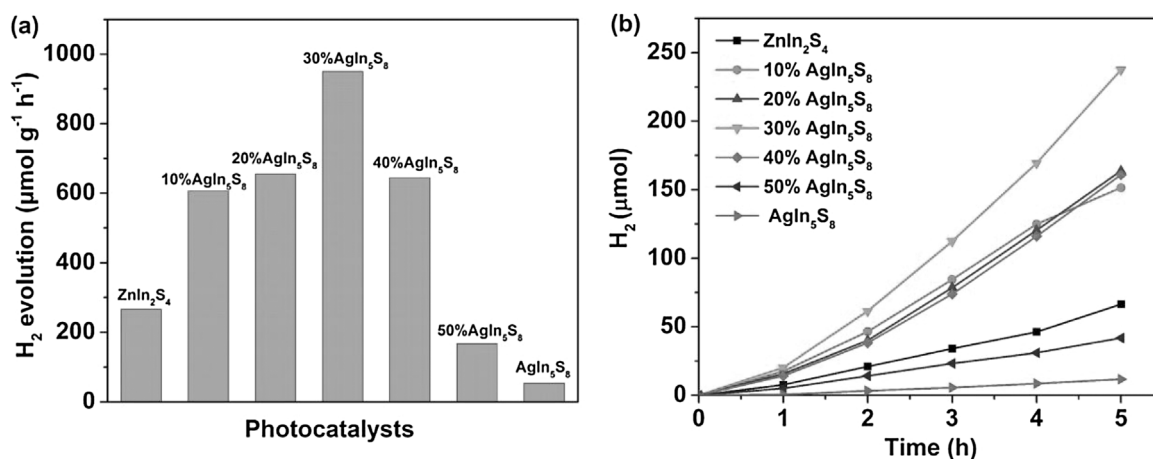 (a)
H₂ evolution (μmol g⁻¹ h⁻¹)
1000
800
600
400
200
0
ZnIn₂S₄
10%AgIn₅S₈
20%AgIn₅S₈
30%AgIn₅S₈
40%AgIn₅S₈
50%AgIn₅S₈
AgIn₅S₈
Photocatalysts
(b)
H₂ (μmol)
250
200
150
100
50
0
ZnIn₂S₄
10% AgIn₅S₈
20% AgIn₅S₈
30% AgIn₅S₈
40% AgIn₅S₈
50% AgIn₅S₈
AgIn₅S₈
0 1 2 3 4 5
Time (h)